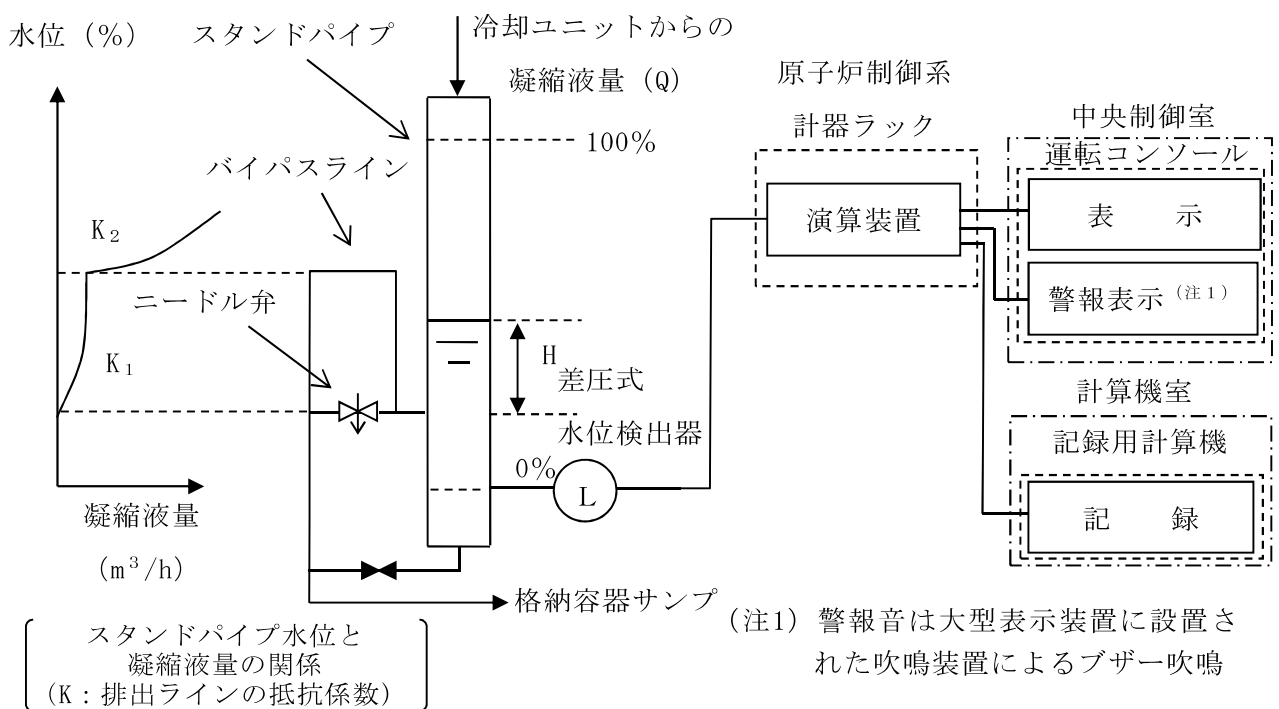 水位（%）
スタンドパイプ
冷却ユニットからの
凝縮液量（Q）
100%
バイパスライン
K₂
ニードル弁
K₁
H
差圧式
水位検出器
0%
L
凝縮液量
(m³/h)
格納容器サンプ
スタンドパイプ水位と
凝縮液量の関係
(K：排出ラインの抵抗係数)
原子炉制御系
計器ラック
演算装置
中央制御室
運転コンソール
表　示
警報表示（注1）
計算機室
記録用計算機
記　録
（注1）警報音は大型表示装置に設置さ
れた吹鳴装置によるブザー吹鳴